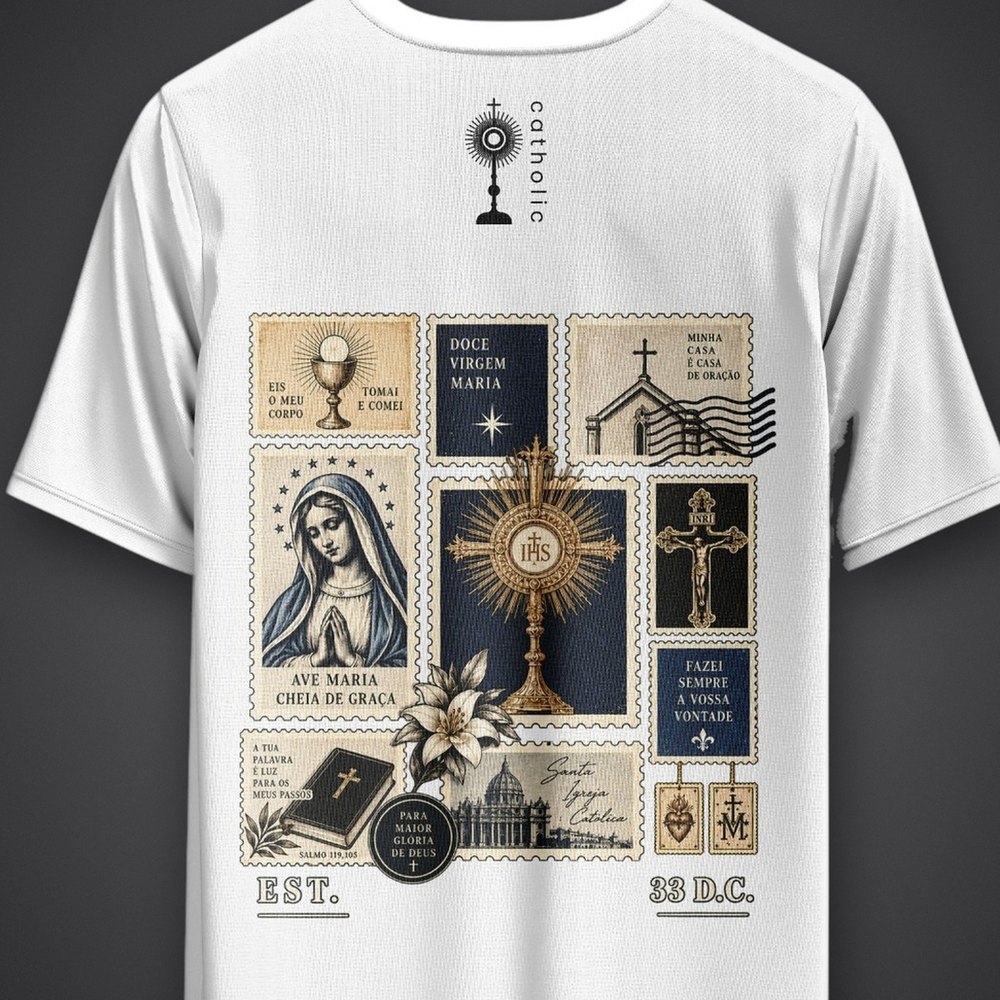 catholic
EIS
O MEU
CORPO
TOMAI
E COMEI
DOCE
VIRGEM
MARIA
MINHA
CASA
É CASA
DE ORAÇÃO
AVE MARIA
CHEIA DE GRAÇA
IHS
INRI
FAZEI
SEMPRE
A VOSSA
VONTADE
A TUA
PALAVRA
É LUZ
PARA OS
MEUS PASSOS
SALMO 119,105
PARA
MAIOR
GLÓRIA
DE DEUS
Santa
Igreja
Católica
M
EST.
33 D.C.